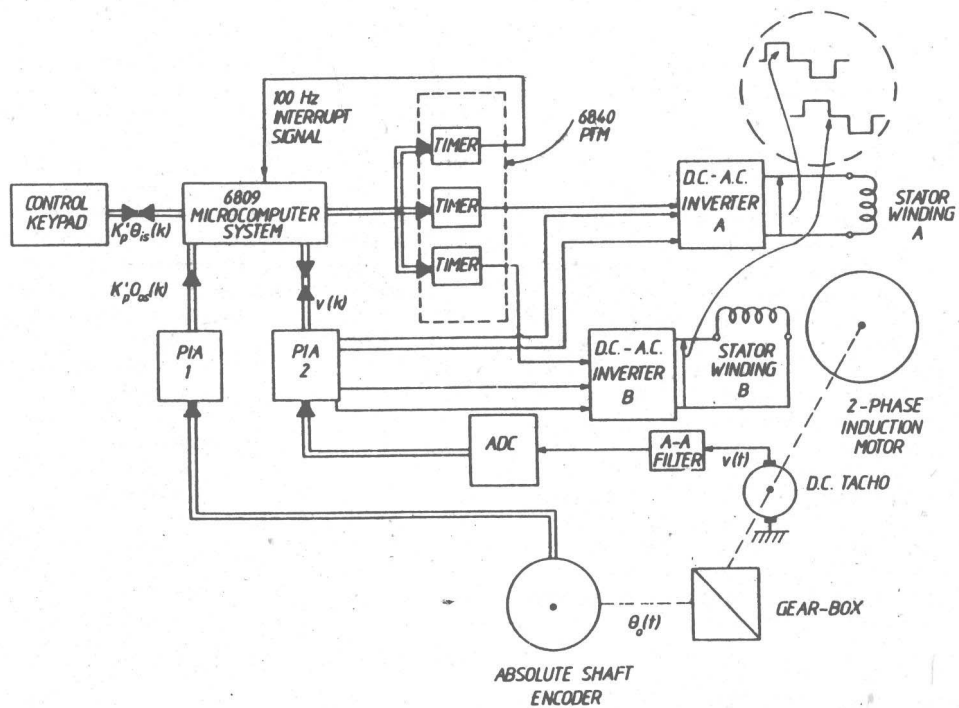 100 Hz
INTERRUPT
SIGNAL
6840
PTM
TIMER
TIMER
TIMER
CONTROL
KEYPAD
6809
MICROCOMPUTER
SYSTEM
K'pθis(k)
K'pOos(k)
v(k)
D.C.-A.C.
INVERTER
A
STATOR
WINDING
A
PIA
1
PIA
2
D.C.-A.C.
INVERTER
B
STATOR
WINDING
B
2-PHASE
INDUCTION
MOTOR
ADC
A-A
FILTER
v(t)
D.C. TACHO
θo(t)
GEAR-BOX
ABSOLUTE SHAFT
ENCODER